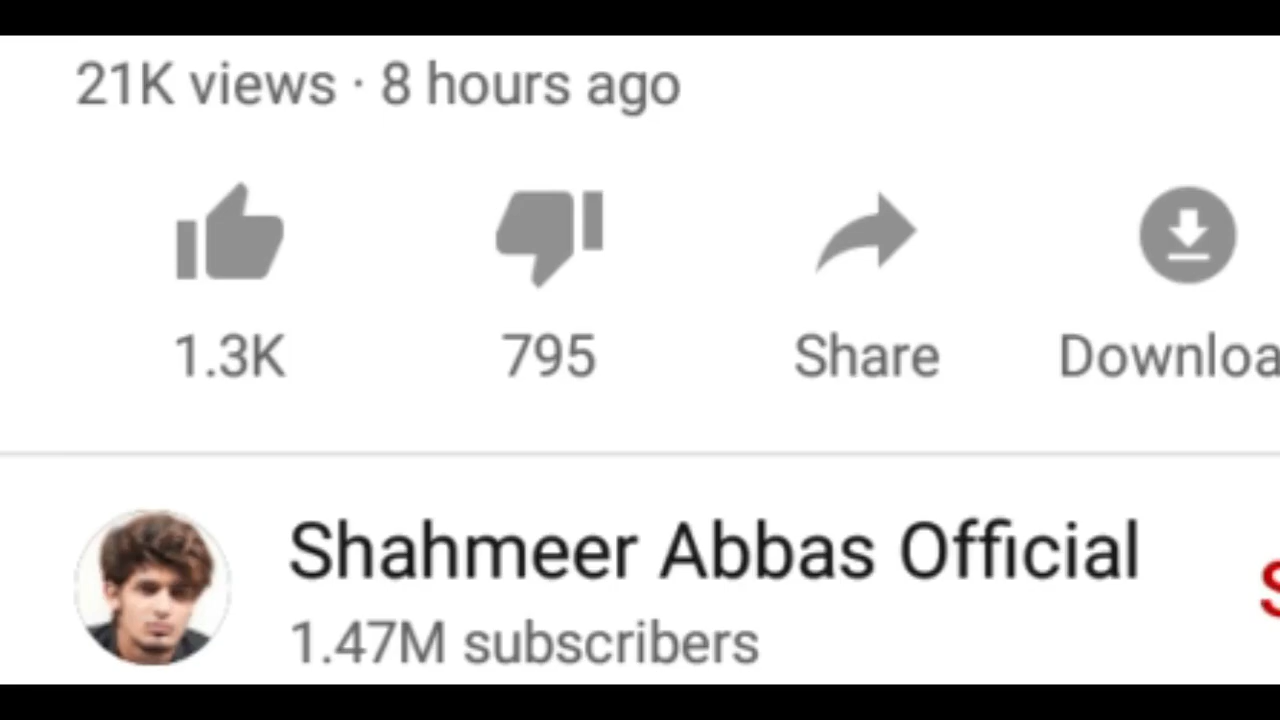 21K views · 8 hours ago
1.3K 795 Share Downloa
Shahmeer Abbas Official
S
1.47M subscribers